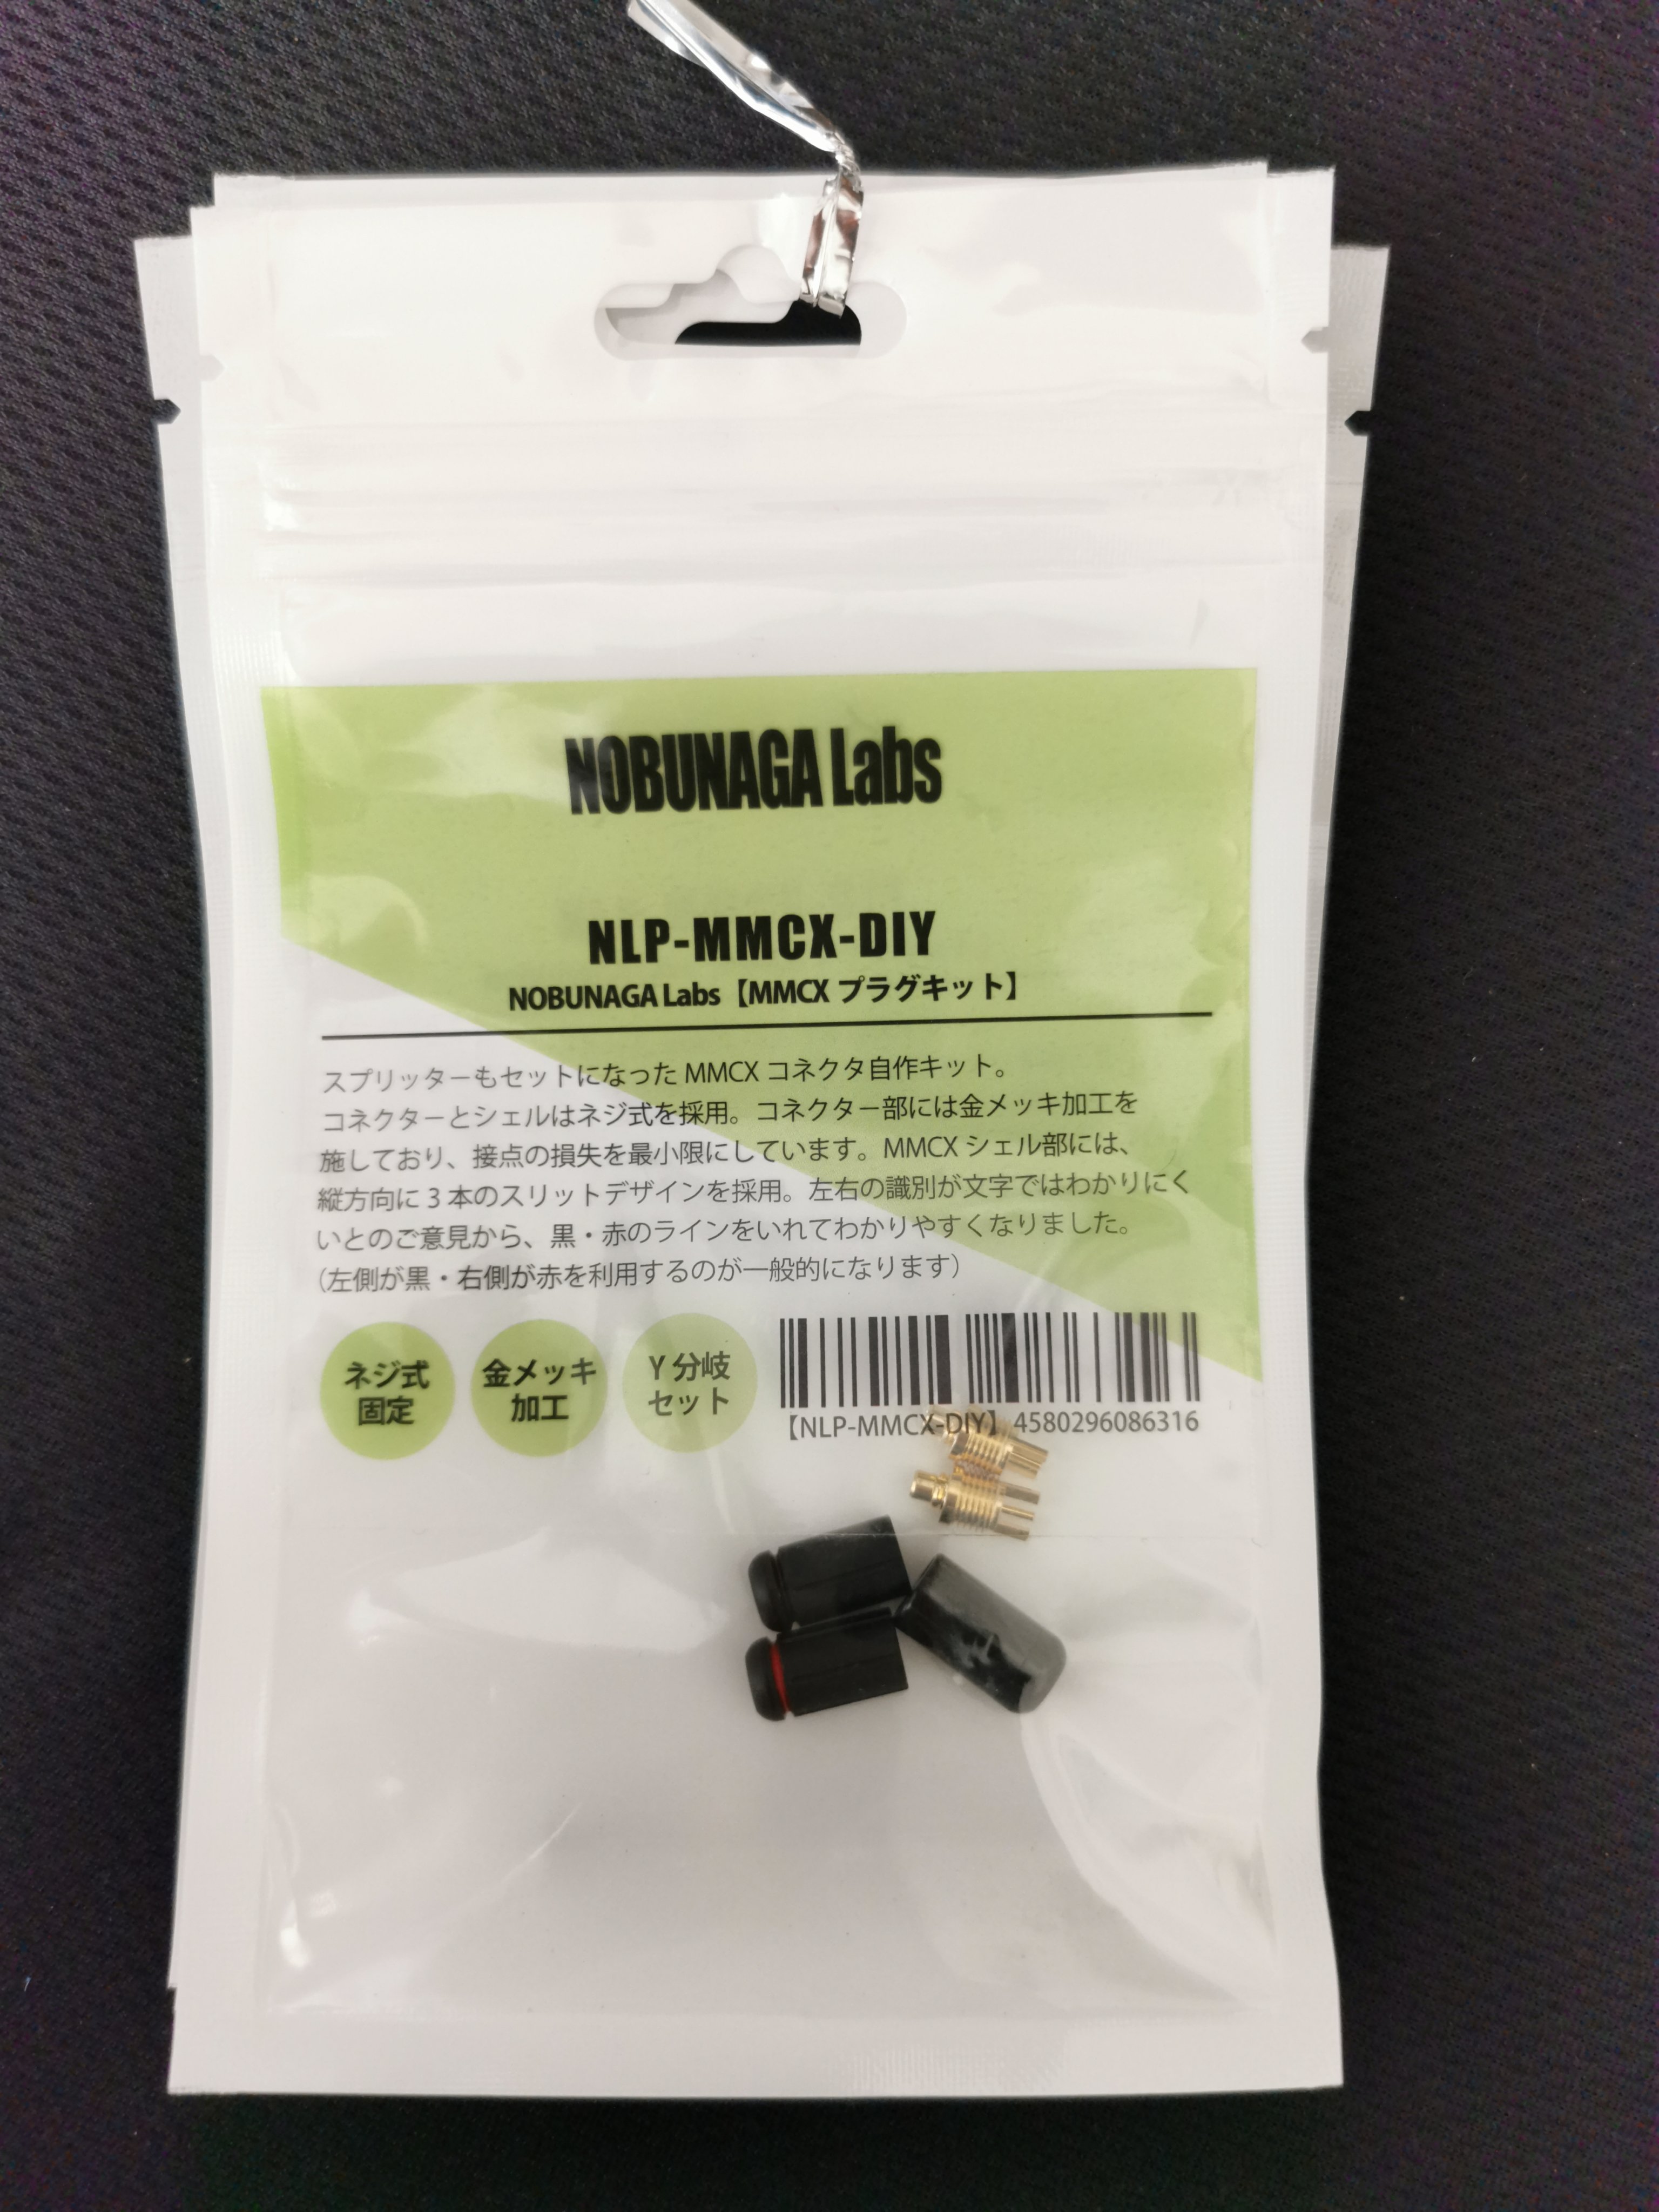 NOBUNAGA Labs
NLP-MMCX-DIY
NOBUNAGA Labs【MMCX プラグキット】
スプリッターもセットになった MMCX コネクタ自作キット。
コネクターとシェルはネジ式を採用。コネクター部には金メッキ加工を
施しており、接点の損失を最小限にしています。MMCX シェル部には、
縦方向に 3 本のスリットデザインを採用。左右の識別が文字ではわかりにく
いとのご意見から、黒・赤のラインをいれてわかりやすくなりました。
（左側が黒・右側が赤を利用するのが一般的になります）
ネジ式
固定
金メッキ
加工
Y 分岐
セット
【NLP-MMCX-DIY】4580296086316